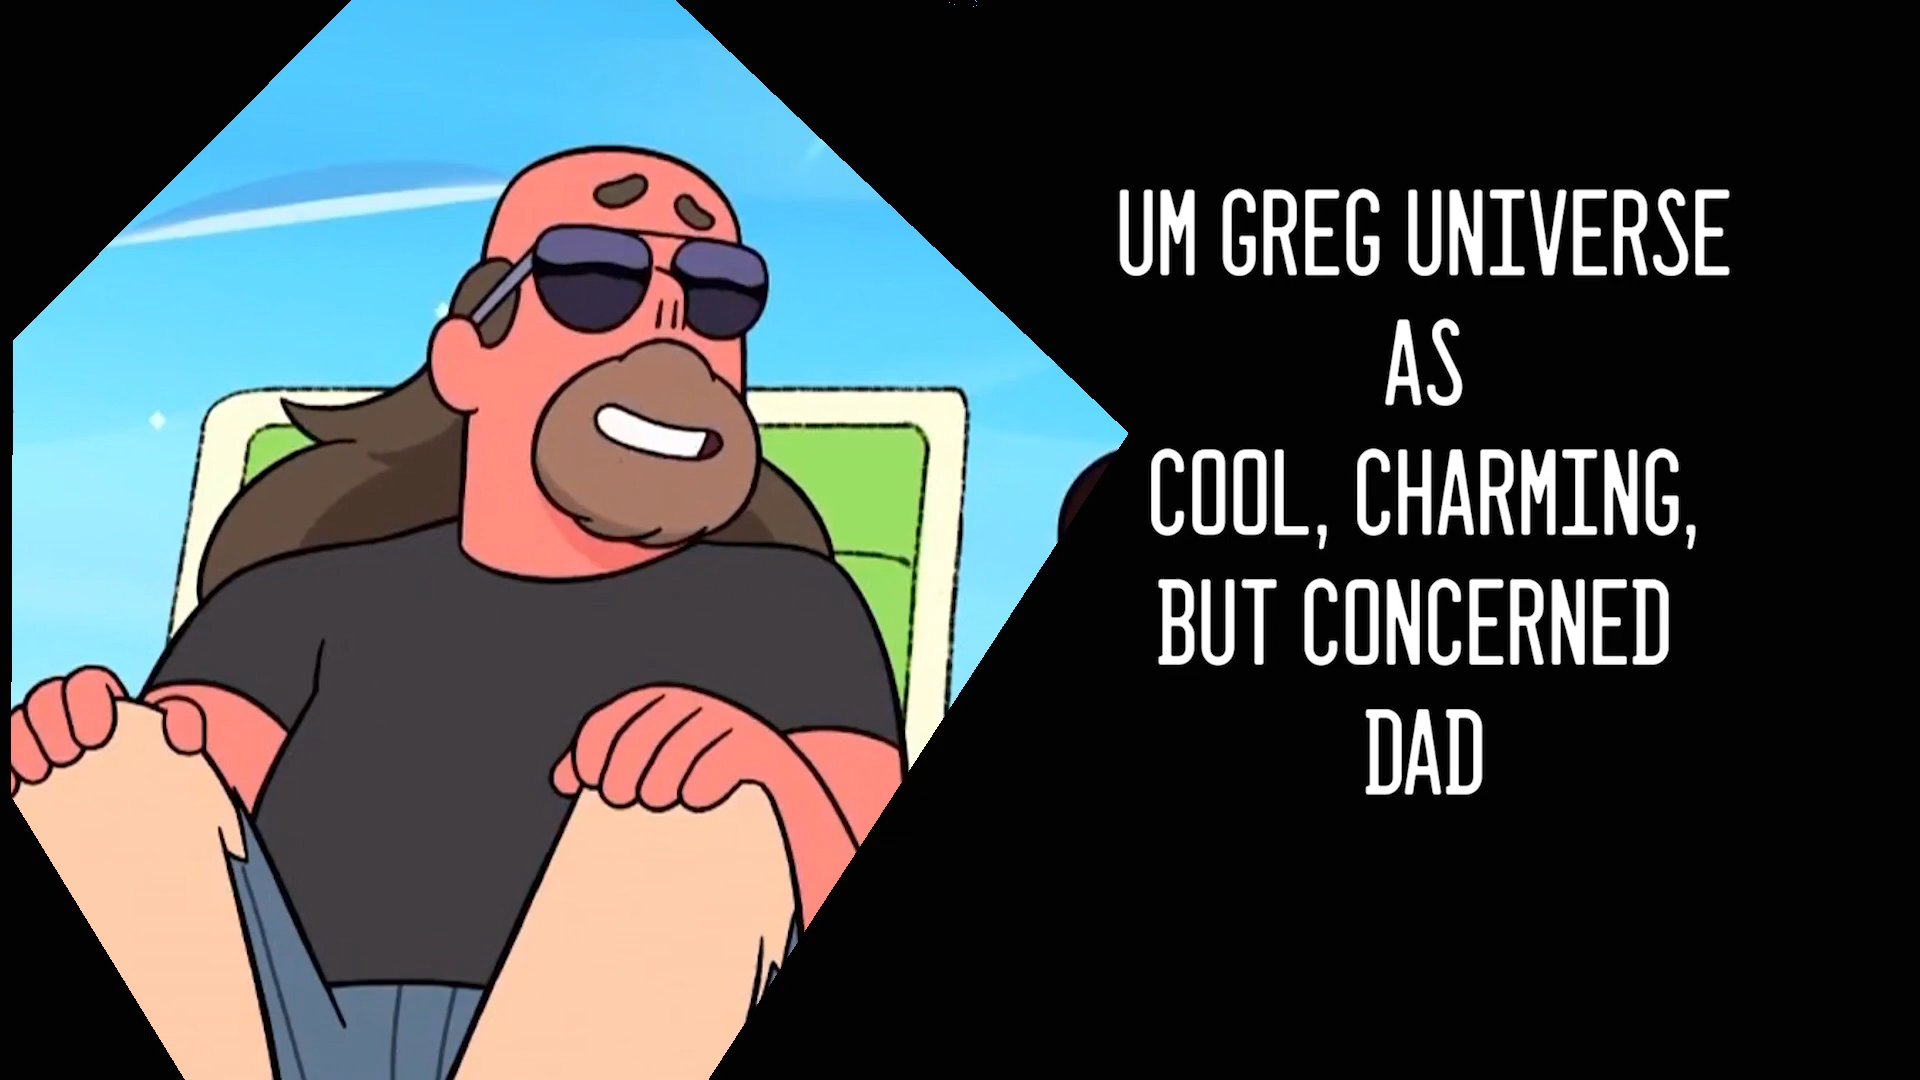 UM GREG UNIVERSE
AS
COOL, CHARMING,
BUT CONCERNED
DAD